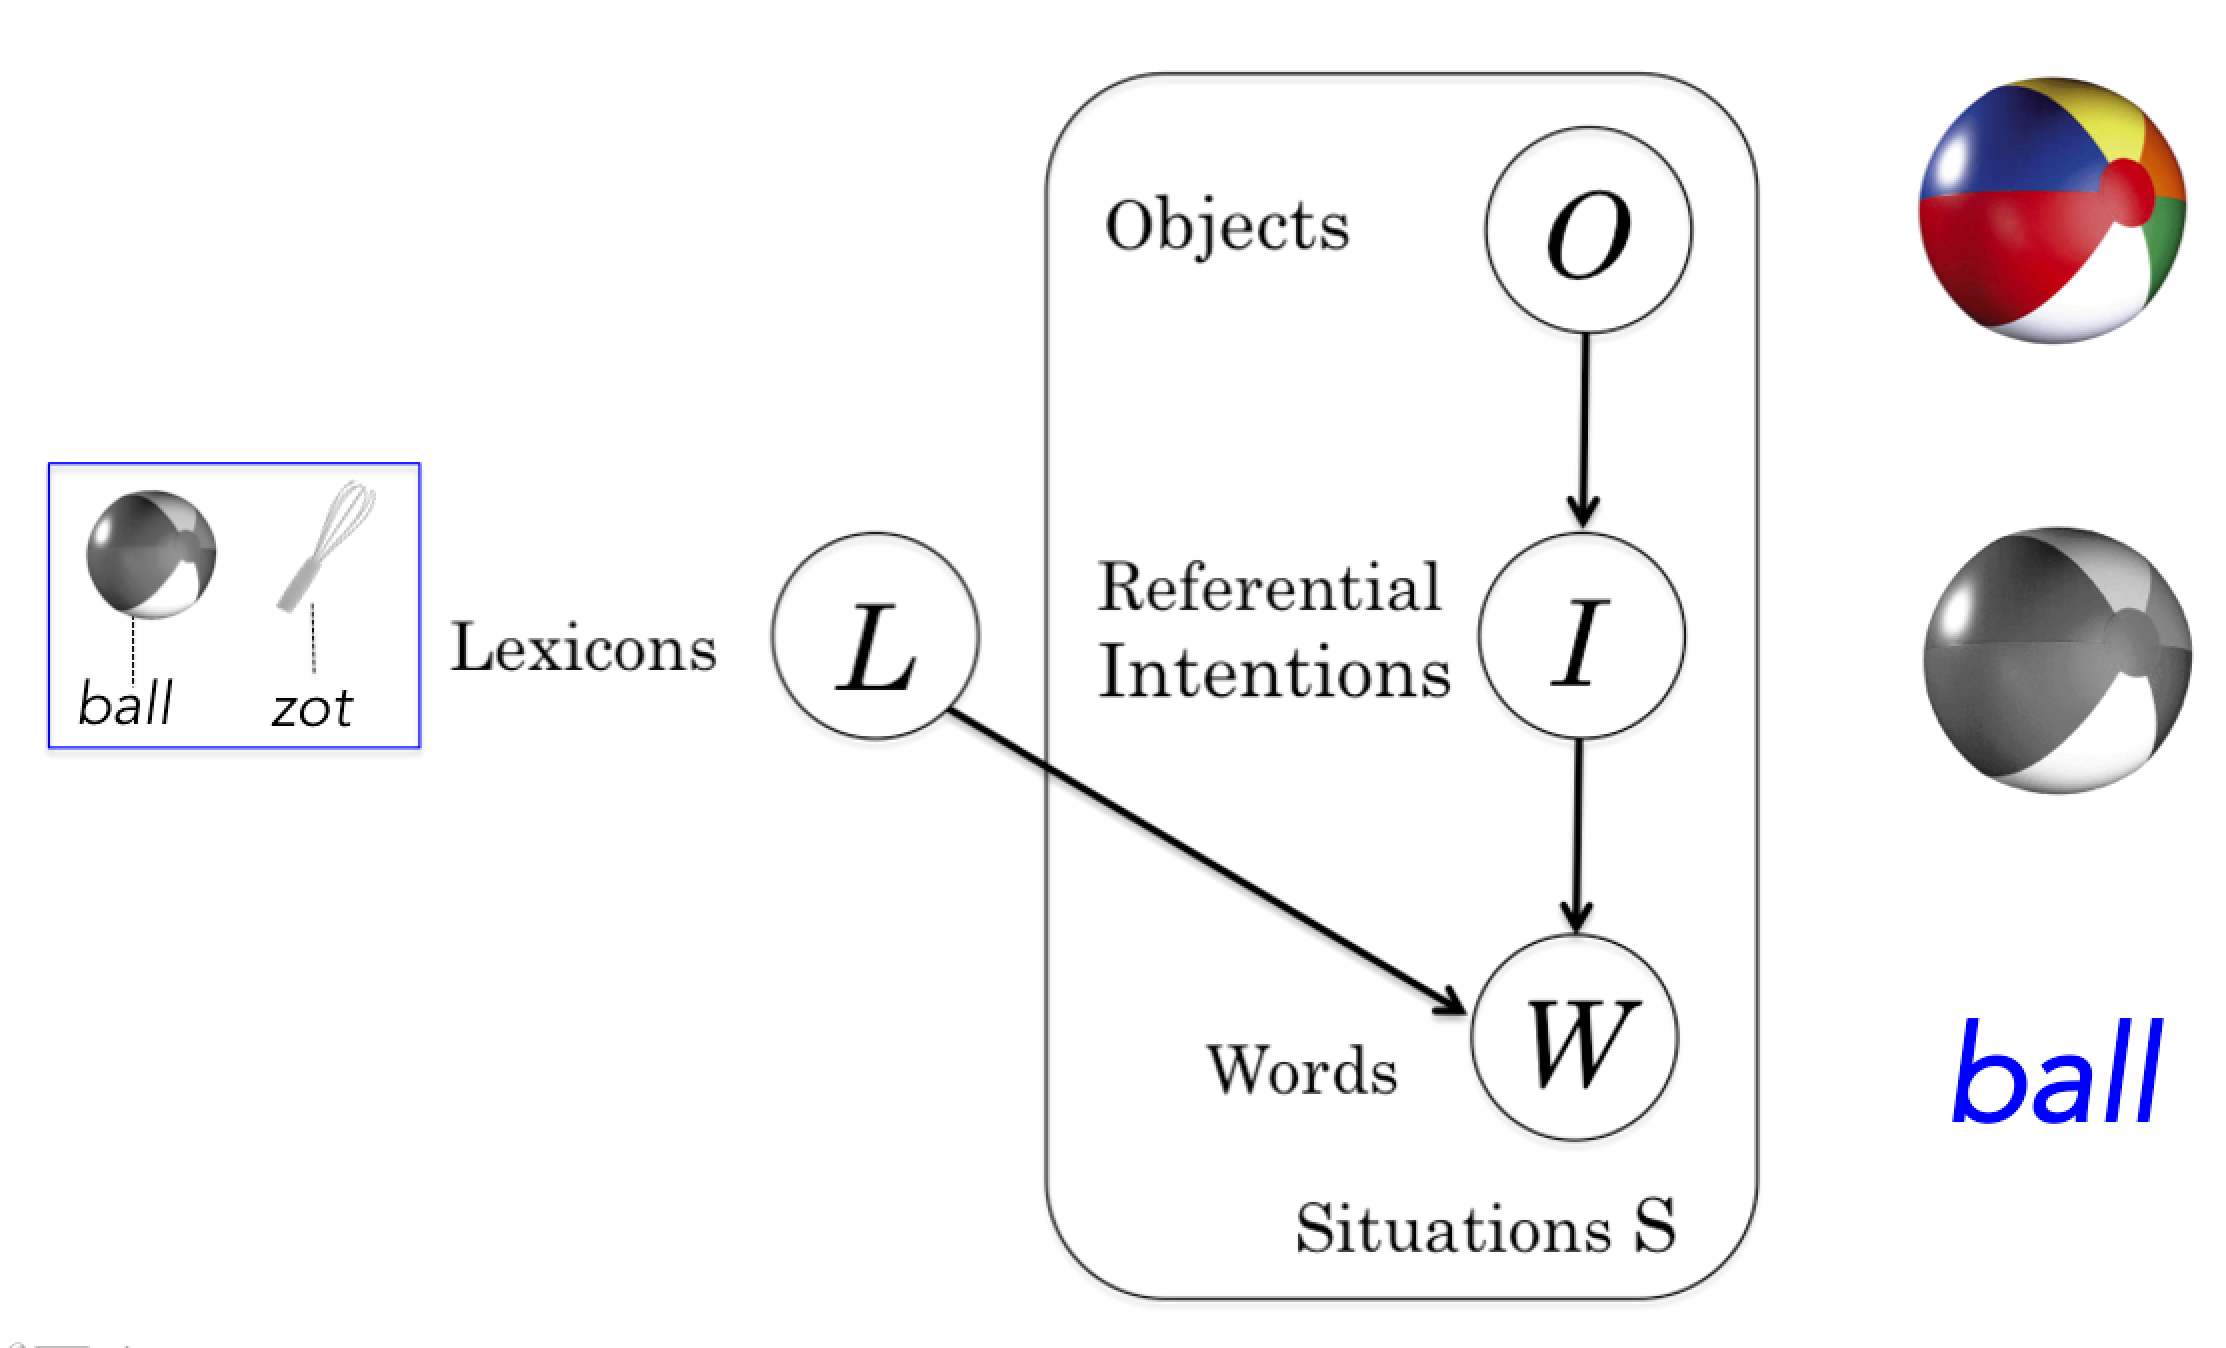 Objects
O
Referential
Intentions
I
Lexicons
L
ball
zot
Words
W
ball
Situations S